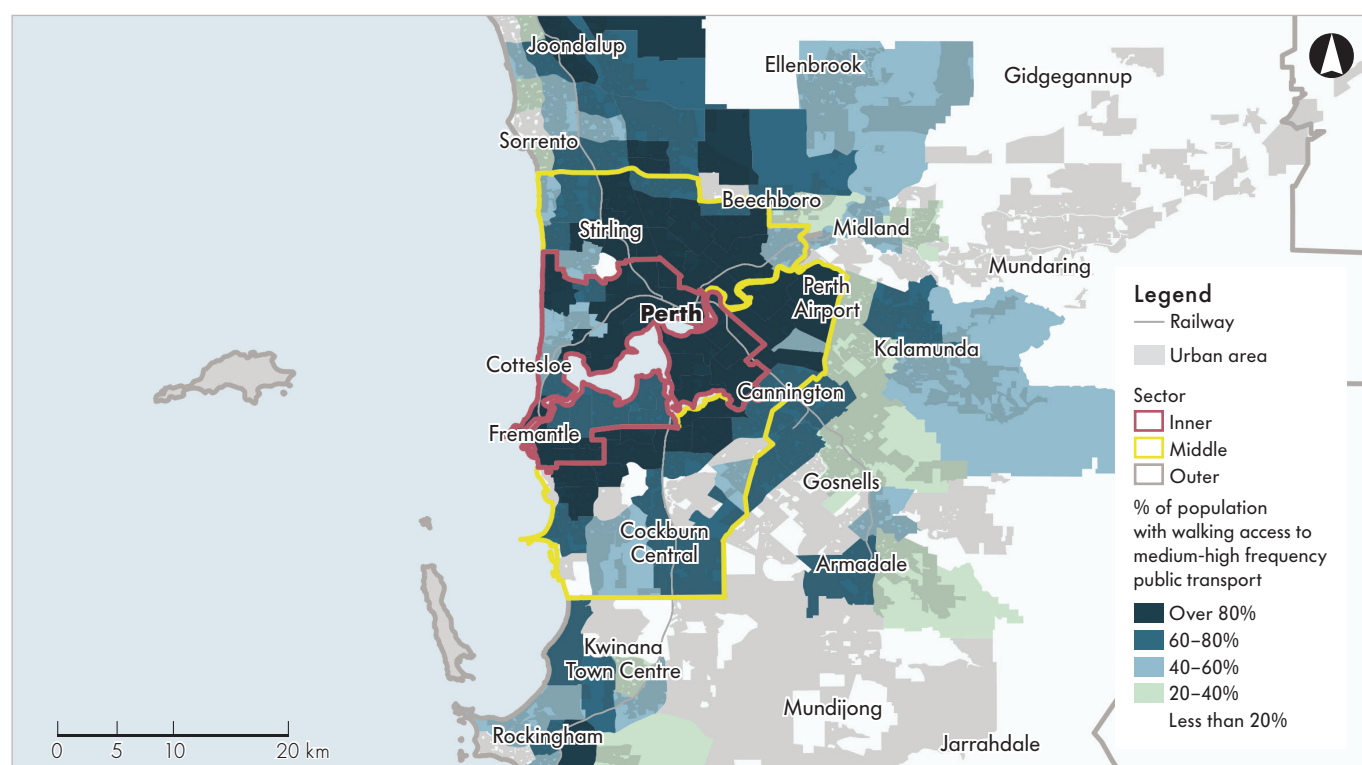 Joondalup
Ellenbrook
Gidgegannup
Sorrento
Beechboro
Stirling
Midland
Mundaring
Perth
Airport
Perth
Kalamunda
Cottesloe
Cannington
Fremantle
Gosnells
Cockburn
Central
Armadale
Kwinana
Town Centre
Mundijong
Rockingham
Jarrahdale
0 5 10 20 km
Legend
Railway
Urban area
Sector
Inner
Middle
Outer
% of population
with walking access to
medium-high frequency
public transport
Over 80%
60–80%
40–60%
20–40%
Less than 20%